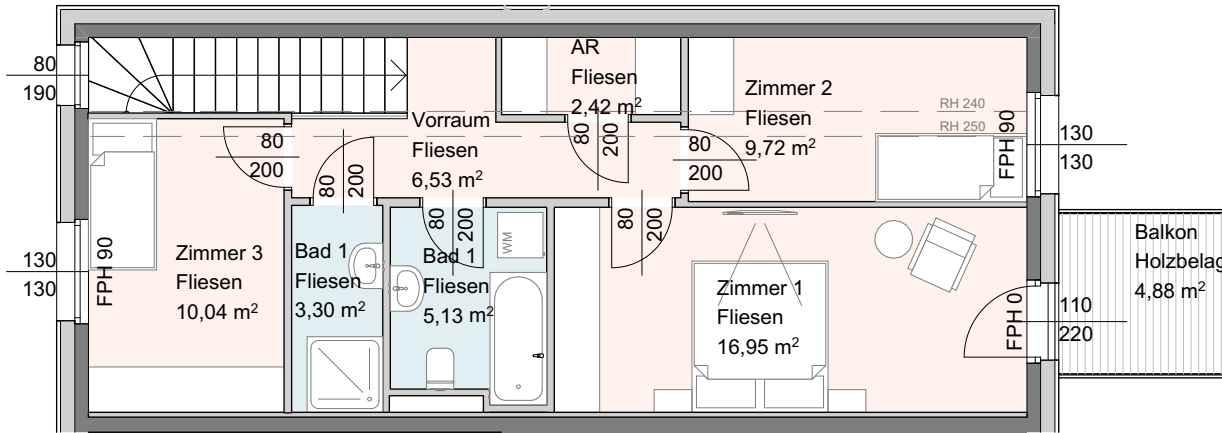 80
190
AR
Fliesen
2,42 m²
Zimmer 2
Fliesen
9,72 m²
RH 240
RH 250
FPH 90
130
130
Vorraum
Fliesen
6,53 m²
80
200
80
200
80
200
80
200
80
200
80
200
130
130
FPH 90
Zimmer 3
Fliesen
10,04 m²
Bad 1
Fliesen
3,30 m²
Bad 1
Fliesen
5,13 m²
WM
Zimmer 1
Fliesen
16,95 m²
FPH 0
110
220
Balkon
Holzbelag
4,88 m²